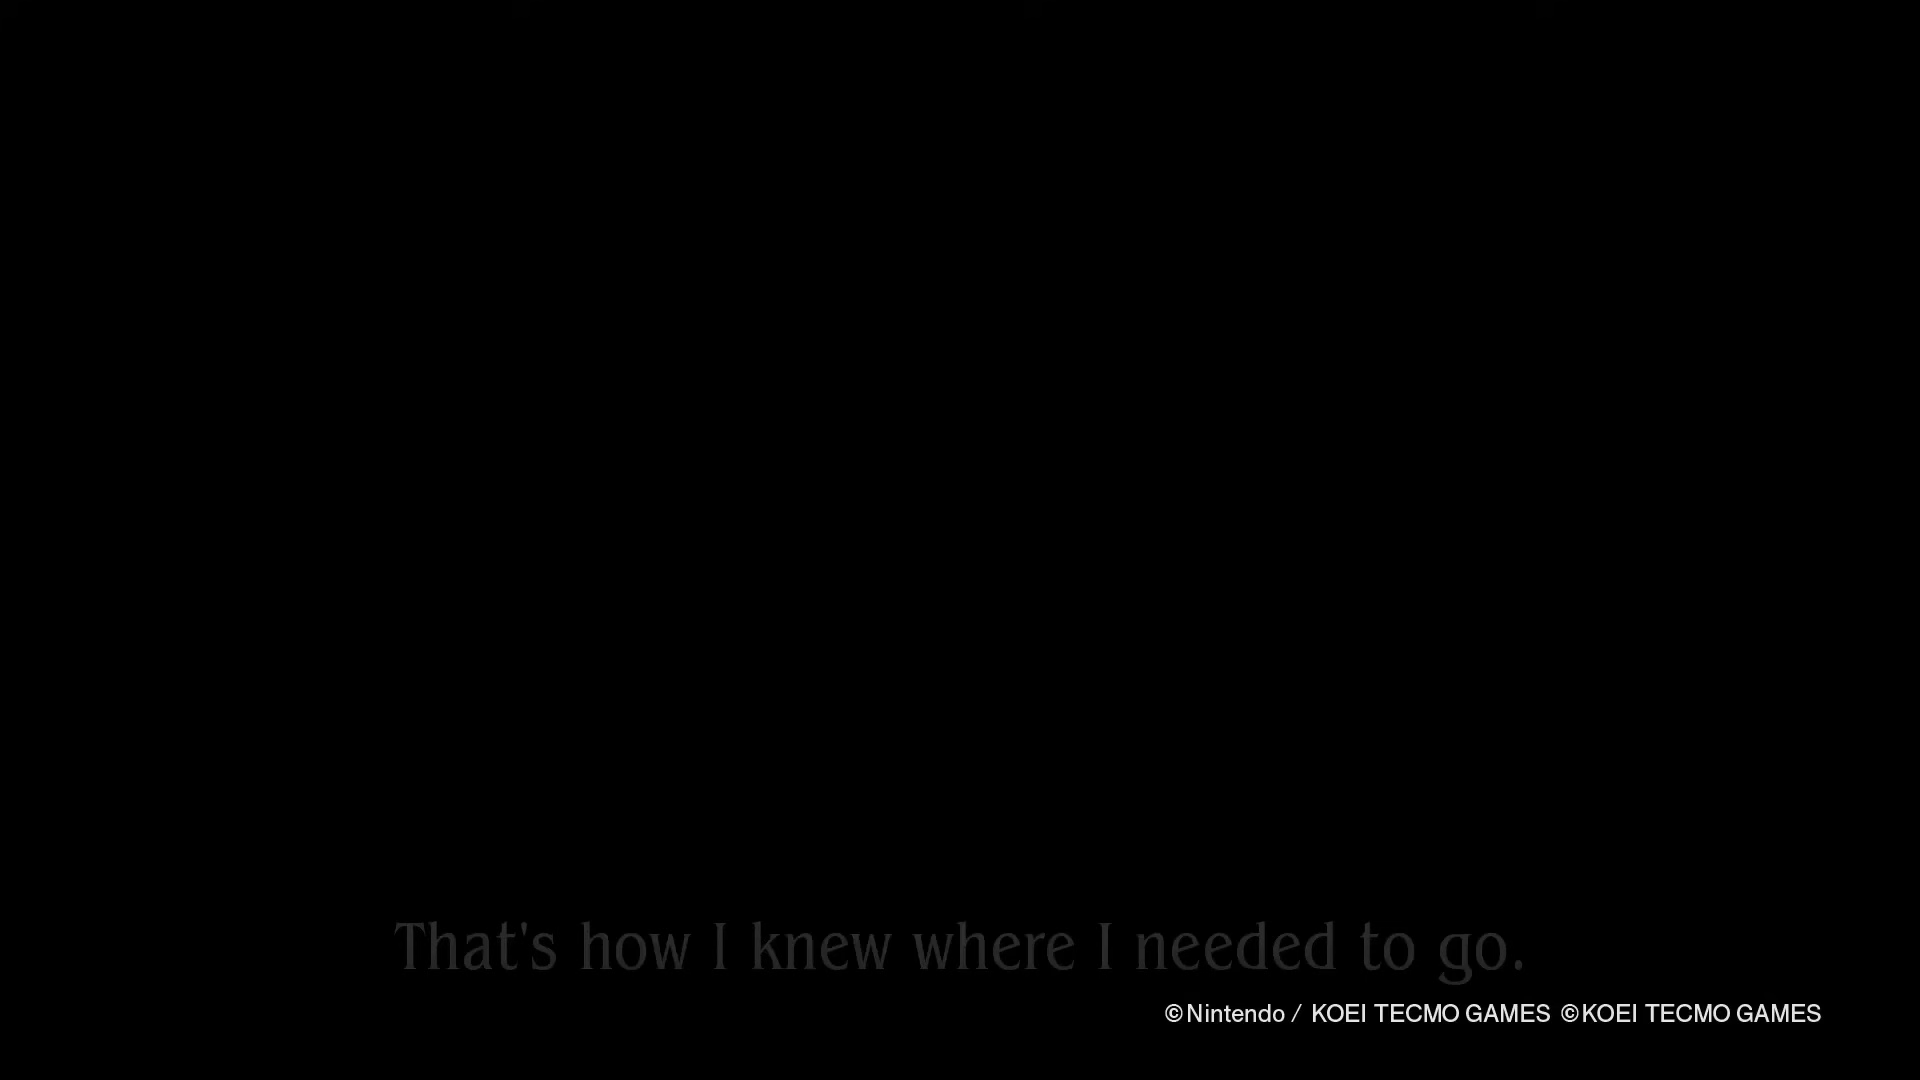 That's how I knew where I needed to go.
©Nintendo / KOEI TECMO GAMES ©KOEI TECMO GAMES